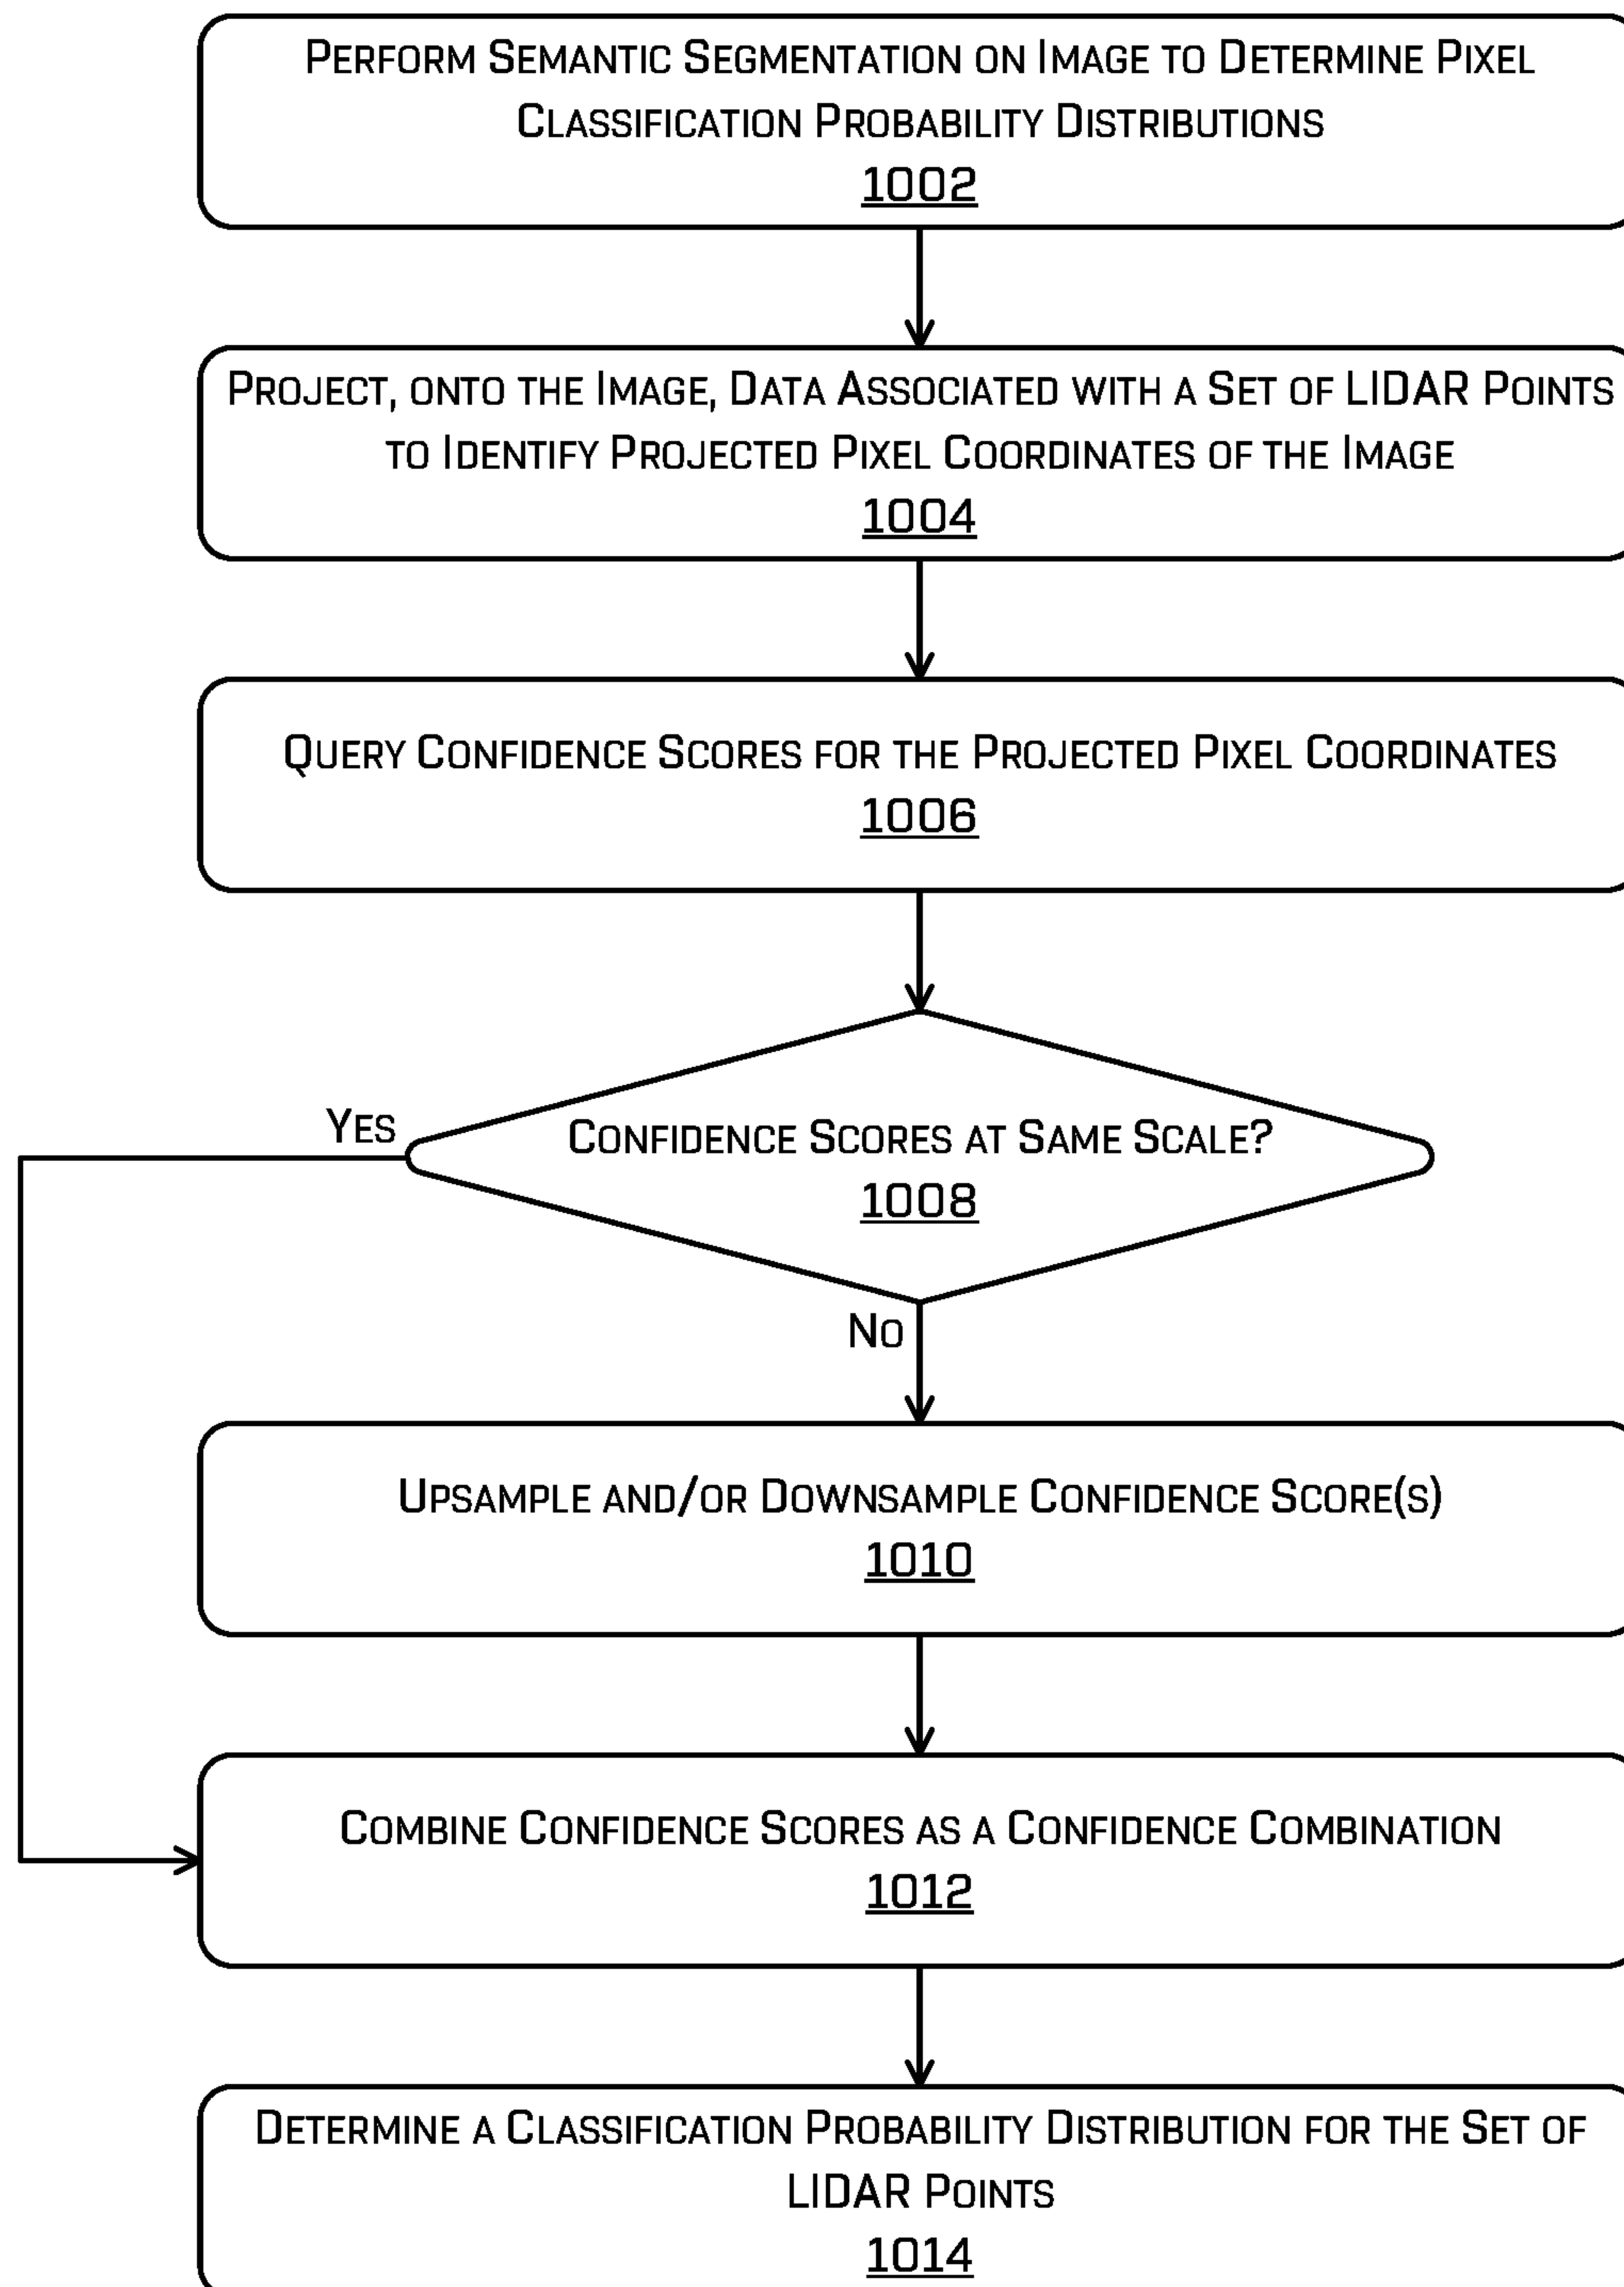 Perform Semantic Segmentation on Image to Determine Pixel
Classification Probability Distributions
1002
Project, onto the Image, Data Associated with a Set of LIDAR Points
to Identify Projected Pixel Coordinates of the Image
1004
Query Confidence Scores for the Projected Pixel Coordinates
1006
Yes
Confidence Scores at Same Scale?
1008
No
Upsample and/or Downsample Confidence Score(s)
1010
Combine Confidence Scores as a Confidence Combination
1012
Determine a Classification Probability Distribution for the Set of
LIDAR Points
1014